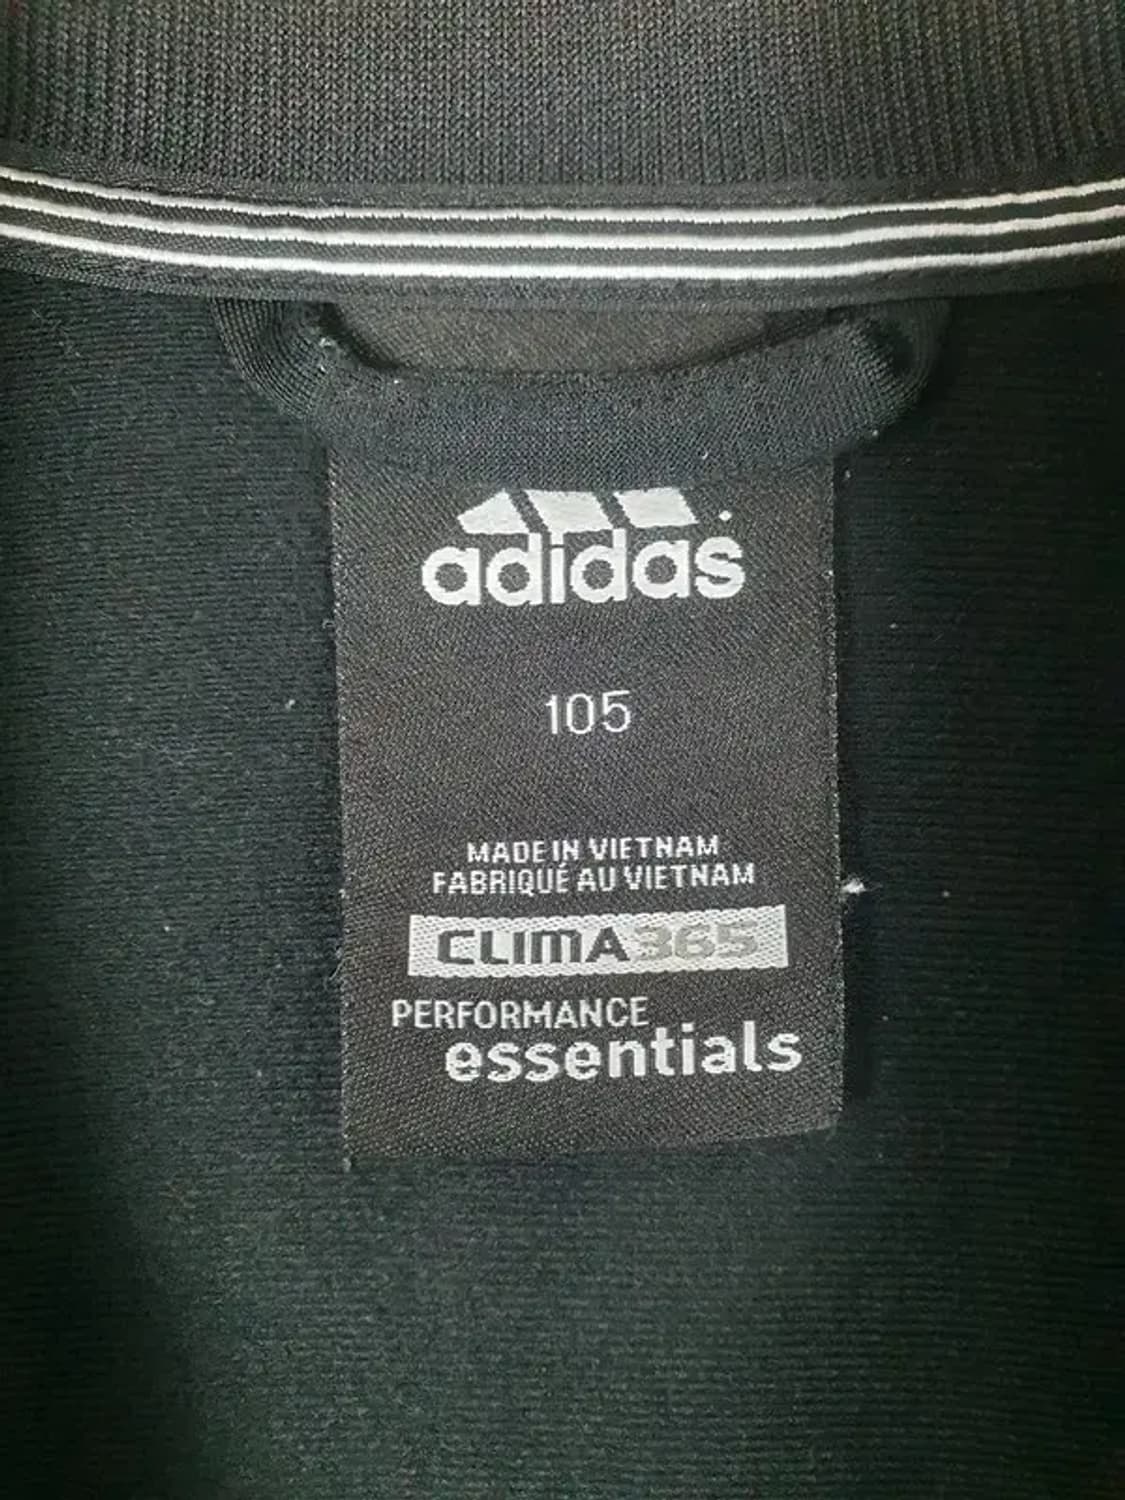 adidas
105
MADE IN VIETNAM
FABRIQUÉ AU VIETNAM
CLIMA365
PERFORMANCE
essentials